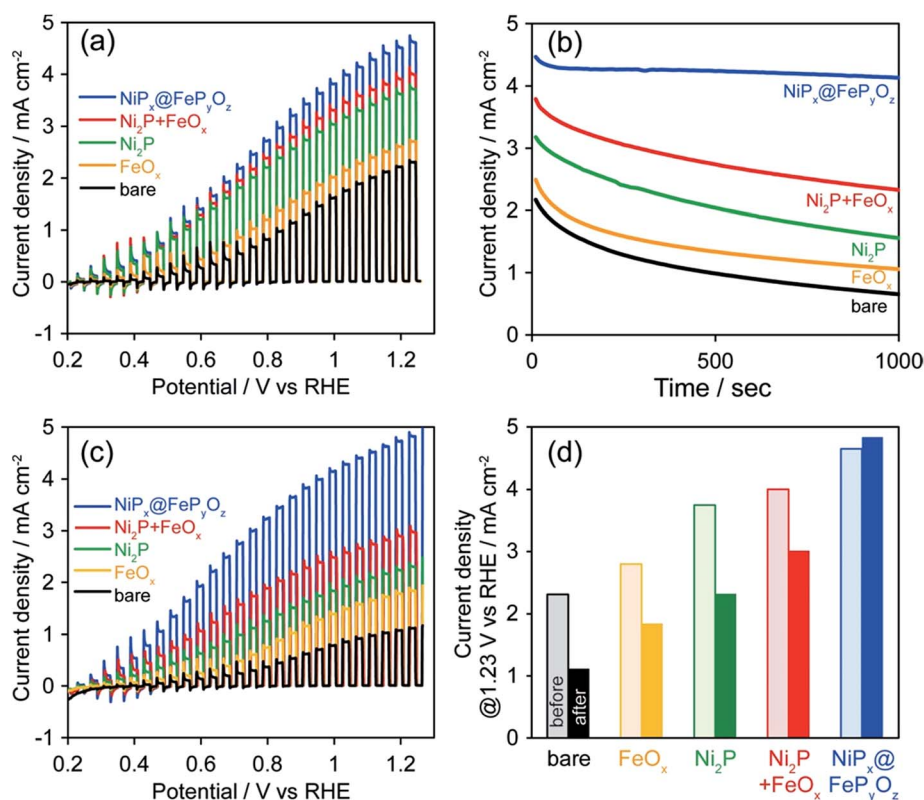 (a)
NiPₓ@FePᵧO_z
Ni₂P+FeOₓ
Ni₂P
FeOₓ
bare
Current density / mA cm⁻²
5
4
3
2
1
0
-1
0.2 0.4 0.6 0.8 1 1.2
Potential / V vs RHE
(b)
NiPₓ@FePᵧO_z
Ni₂P+FeOₓ
Ni₂P
FeOₓ
bare
Current density / mA cm⁻²
5
4
3
2
1
0
0 500 1000
Time / sec
(c)
NiPₓ@FePᵧO_z
Ni₂P+FeOₓ
Ni₂P
FeOₓ
bare
Current density / mA cm⁻²
5
4
3
2
1
0
-1
0.2 0.4 0.6 0.8 1 1.2
Potential / V vs RHE
(d)
Current density
@1.23 V vs RHE / mA cm⁻²
5
4
3
2
1
0
before
after
bare FeOₓ Ni₂P Ni₂P NiPₓ@
+FeOₓ FePᵧO_z